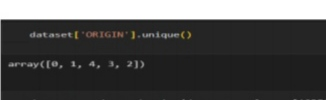 dataset['ORIGIN'].unique()
array([0, 1, 4, 3, 2])